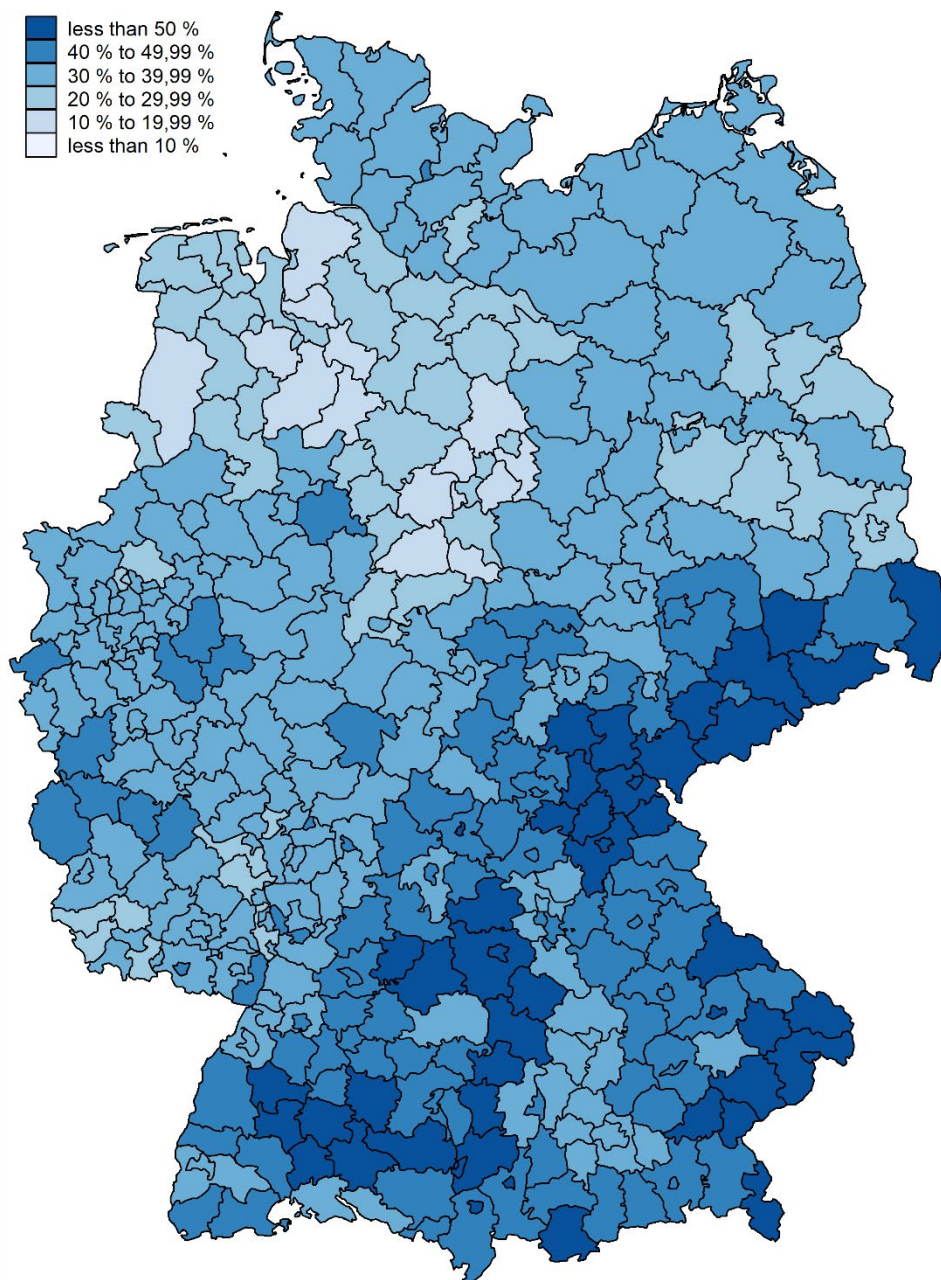 less than 50 %
40 % to 49,99 %
30 % to 39,99 %
20 % to 29,99 %
10 % to 19,99 %
less than 10 %